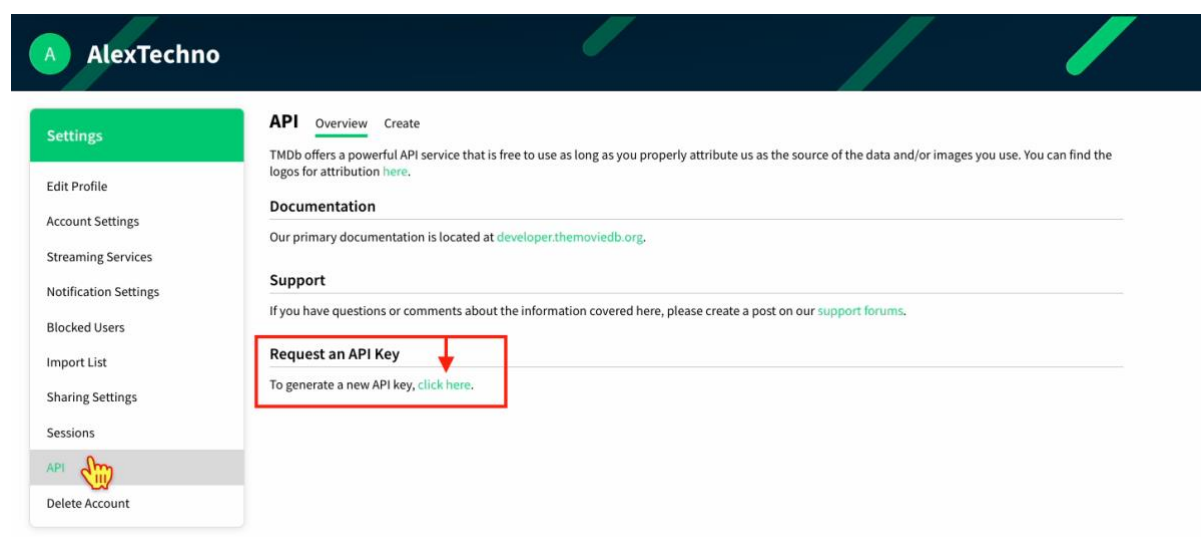 A
AlexTechno
Settings
Edit Profile
Account Settings
Streaming Services
Notification Settings
Blocked Users
Import List
Sharing Settings
Sessions
API
Delete Account
API Overview Create
TMDb offers a powerful API service that is free to use as long as you properly attribute us as the source of the data and/or images you use. You can find the
logos for attribution here.
Documentation
Our primary documentation is located at developer.themoviedb.org.
Support
If you have questions or comments about the information covered here, please create a post on our support forums.
Request an API Key
To generate a new API key, click here.